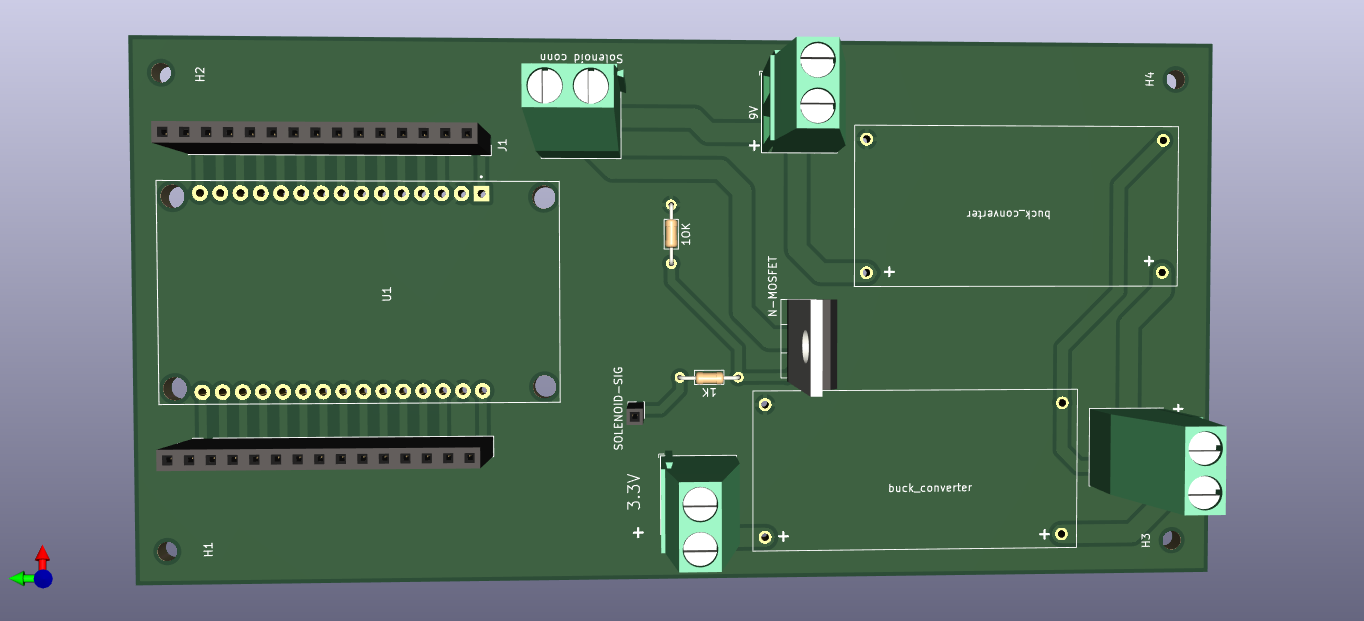 Solenoid conn
H2
H4
9V
+
J1
10K
buck_converter
+
+
N-MOSFET
U1
1K
SOLENOID-SIG
+
3.3V
buck_converter
+
+
+
H1
H3